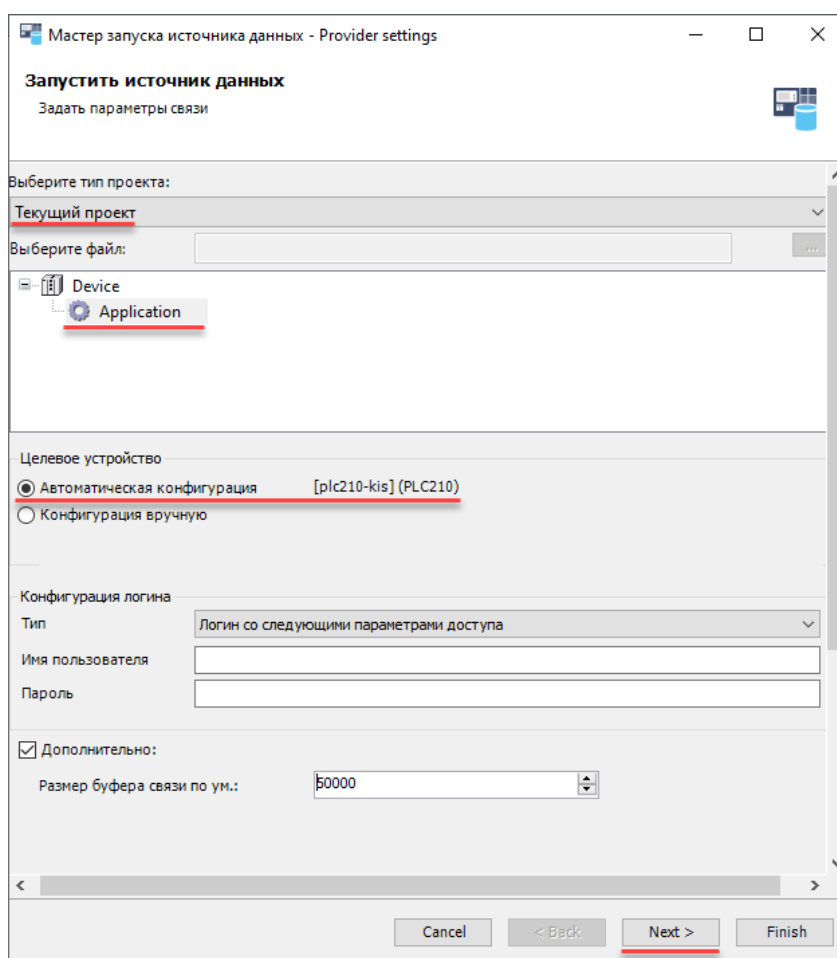 Мастер запуска источника данных - Provider settings
Запустить источник данных
Задать параметры связи
Выберите тип проекта:
Текущий проект
Выберите файл:
...
Device
Application
Целевое устройство
Автоматическая конфигурация [plc210-kis] (PLC210)
Конфигурация вручную
Конфигурация логина
Тип Логин со следующими параметрами доступа
Имя пользователя
Пароль
Дополнительно:
Размер буфера связи по ум.: 50000
Cancel < Back Next > Finish